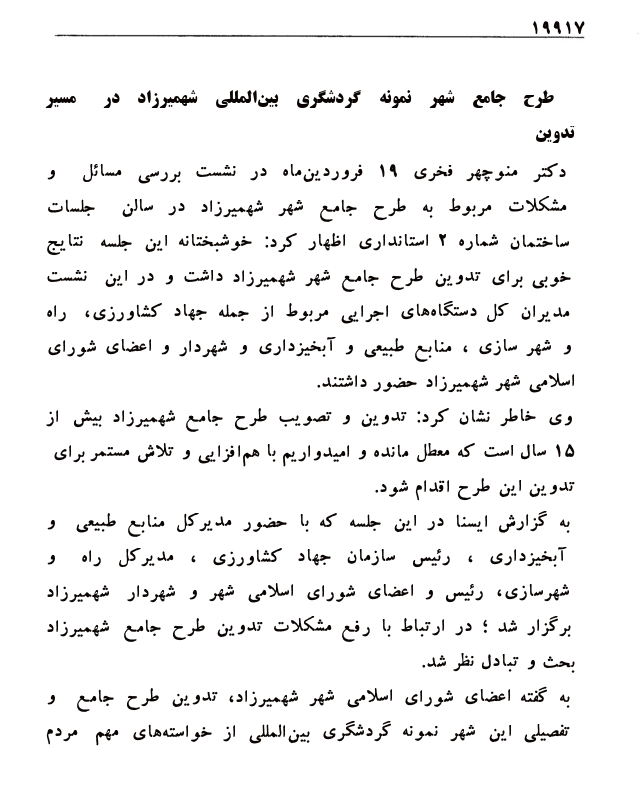 ۱۹۹۱۷
طرح جامع شهر نمونه گردشگری بین‌المللی شهمیرزاد در مسیر
تدوین
دکتر منوچهر فخری ۱۹ فروردین‌ماه در نشست بررسی مسائل و
مشکلات مربوط به طرح جامع شهر شهمیرزاد در سالن جلسات
ساختمان شماره ۲ استانداری اظهار کرد: خوشبختانه این جلسه نتایج
خوبی برای تدوین طرح جامع شهر شهمیرزاد داشت و در این نشست
مدیران کل دستگاه‌های اجرایی مربوط از جمله جهاد کشاورزی، راه
و شهر سازی ، منابع طبیعی و آبخیزداری و شهردار و اعضای شورای
اسلامی شهر شهمیرزاد حضور داشتند.
وی خاطر نشان کرد: تدوین و تصویب طرح جامع شهمیرزاد بیش از
۱۵ سال است که معطل مانده و امیدواریم با هم‌افزایی و تلاش مستمر برای
تدوین این طرح اقدام شود.
به گزارش ایسنا در این جلسه که با حضور مدیرکل منابع طبیعی و
آبخیزداری ، رئیس سازمان جهاد کشاورزی ، مدیرکل راه و
شهرسازی، رئیس و اعضای شورای اسلامی شهر و شهردار شهمیرزاد
برگزار شد ؛ در ارتباط با رفع مشکلات تدوین طرح جامع شهمیرزاد
بحث و تبادل نظر شد.
به گفته اعضای شورای اسلامی شهر شهمیرزاد، تدوین طرح جامع و
تفصیلی این شهر نمونه گردشگری بین‌المللی از خواسته‌های مهم مردم